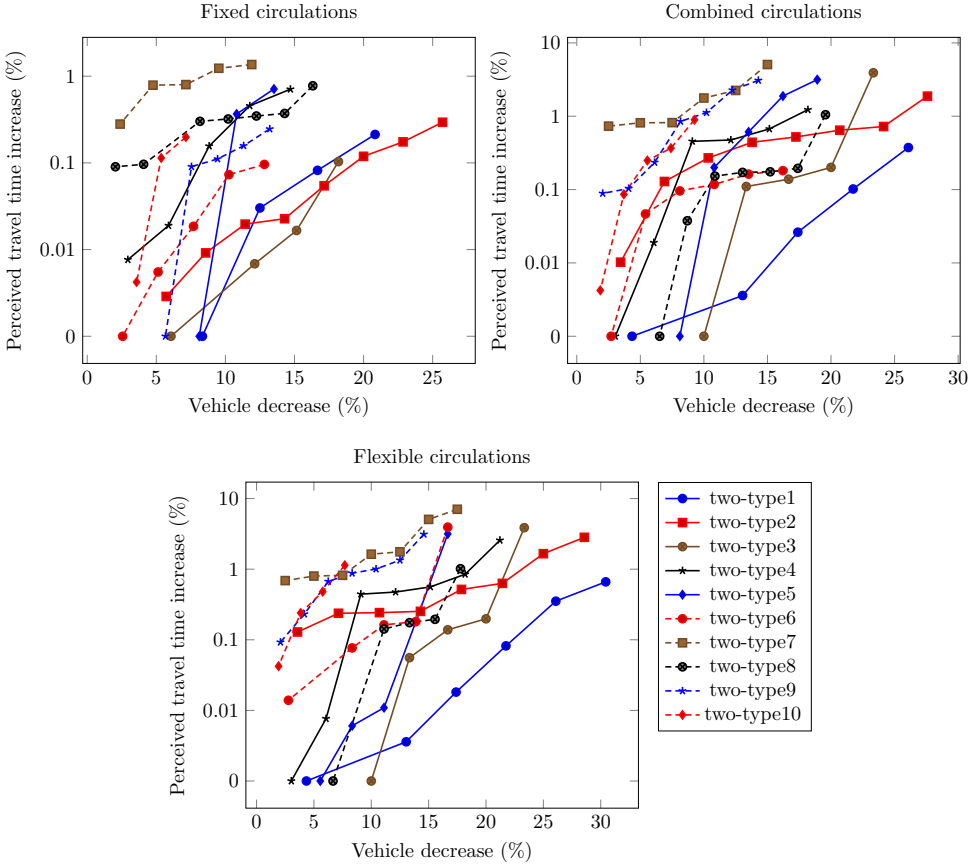 Fixed circulations
Perceived travel time increase (%)
1
0.1
0.01
0
0 5 10 15 20 25
Vehicle decrease (%)
Combined circulations
Perceived travel time increase (%)
10
1
0.1
0.01
0
0 5 10 15 20 25 30
Vehicle decrease (%)
Flexible circulations
Perceived travel time increase (%)
10
1
0.1
0.01
0
0 5 10 15 20 25 30
Vehicle decrease (%)
two-type1
two-type2
two-type3
two-type4
two-type5
two-type6
two-type7
two-type8
two-type9
two-type10